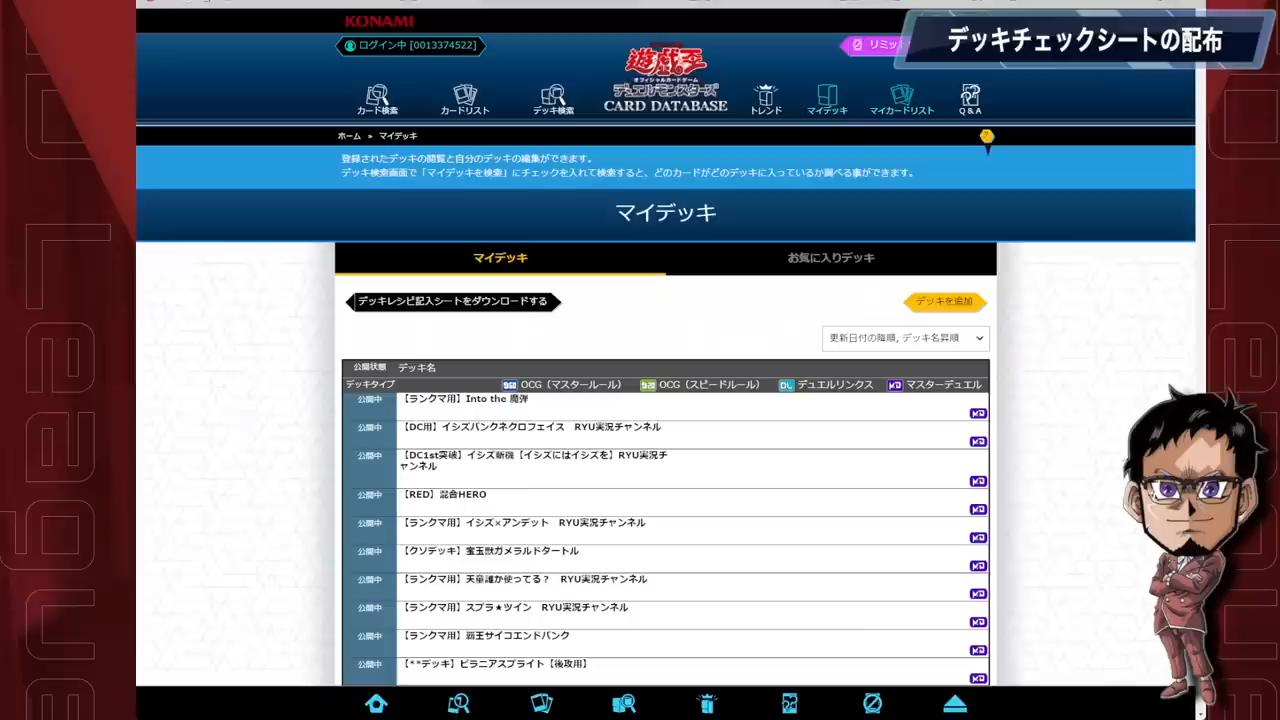 KONAMI
デッキチェックシートの配布
ログイン中 [0013374522]
リミッ
遊戯王
オフィシャルカードゲーム
デュエルモンスターズ
CARD DATABASE
カード検索
カードリスト
デッキ検索
トレンド
マイデッキ
マイカードリスト
Q&A
ホーム » マイデッキ
登録されたデッキの閲覧と自分のデッキの編集ができます。
デッキ検索画面で「マイデッキを検索」にチェックを入れて検索すると、どのカードがどのデッキに入っているか調べる事ができます。
マイデッキ
マイデッキ
お気に入りデッキ
デッキレシピ記入シートをダウンロードする
デッキを追加
更新日付の降順, デッキ名昇順
公開状態 デッキ名
デッキタイプ OCG（マスタールール） OCG（スピードルール） DL デュエルリンクス MD マスターデュエル
公開中 【ランクマ用】Into the 魔弾
MD
公開中 【DC用】イシズバンクネクロフェイス　RYU実況チャンネル
MD
公開中 【DC1st突破】イシズ斬機【イシズにはイシズを】RYU実況チ
ャンネル
MD
公開中 【RED】混合HERO
MD
公開中 【ランクマ用】イシズ×アンデット　RYU実況チャンネル
MD
公開中 【クソデッキ】宝玉獣ガメラルドタートル
MD
公開中 【ランクマ用】天童誰か使ってる？　RYU実況チャンネル
MD
公開中 【ランクマ用】スプラ★ツイン　RYU実況チャンネル
MD
公開中 【ランクマ用】覇王サイコエンドバンク
MD
公開中 【**デッキ】ピラニアスプライト【後攻用】
MD
League
League